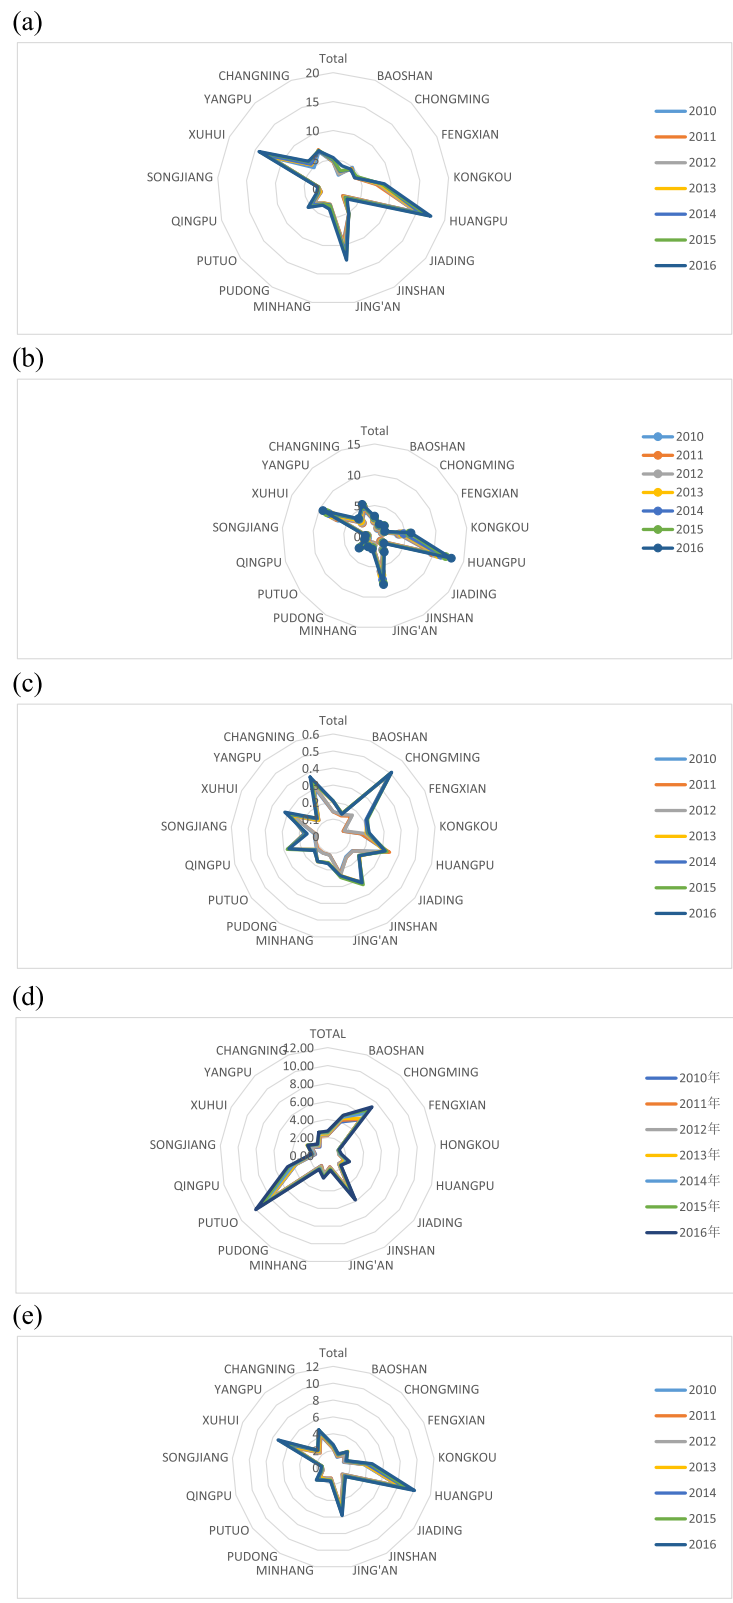 (a)
Total
20
CHANGNING
BAOSHAN
YANGPU
15
CHONGMING
2010
XUHUI
10
FENGXIAN
2011
2012
SONGJIANG
KONGKOU
2013
QINGPU
HUANGPU
2014
PUTUO
JIADING
2015
PUDONG
JINSHAN
2016
MINHANG
JING'AN
(b)
Total
15
CHANGNING
BAOSHAN
2010
YANGPU
10
CHONGMING
2011
2012
XUHUI
5
FENGXIAN
2013
SONGJIANG
KONGKOU
2014
0
2015
QINGPU
HUANGPU
2016
PUTUO
JIADING
PUDONG
JINSHAN
MINHANG
JING'AN
(c)
Total
0.6
CHANGNING
BAOSHAN
0.5
YANGPU
CHONGMING
2010
0.4
XUHUI
0.3
FENGXIAN
2011
0.2
2012
SONGJIANG
0.1
KONGKOU
2013
0
QINGPU
HUANGPU
2014
PUTUO
JIADING
2015
PUDONG
JINSHAN
2016
MINHANG
JING'AN
(d)
TOTAL
12.00
CHANGNING
BAOSHAN
10.00
YANGPU
CHONGMING
2010年
8.00
XUHUI
6.00
FENGXIAN
2011年
4.00
2012年
SONGJIANG
2.00
HONGKOU
2013年
0.00
QINGPU
HUANGPU
2014年
PUTUO
JIADING
2015年
PUDONG
JINSHAN
2016年
MINHANG
JING'AN
(e)
Total
12
CHANGNING
BAOSHAN
10
YANGPU
CHONGMING
2010
8
XUHUI
6
FENGXIAN
2011
4
2012
SONGJIANG
2
KONGKOU
2013
0
QINGPU
HUANGPU
2014
PUTUO
JIADING
2015
PUDONG
JINSHAN
2016
MINHANG
JING'AN